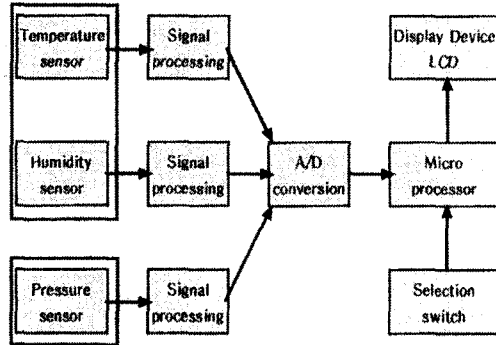 Temperature
sensor
Signal
processing
Display Device
LCD
Humidity
sensor
Signal
processing
A/D
conversion
Micro
processor
Pressure
sensor
Signal
processing
Selection
switch